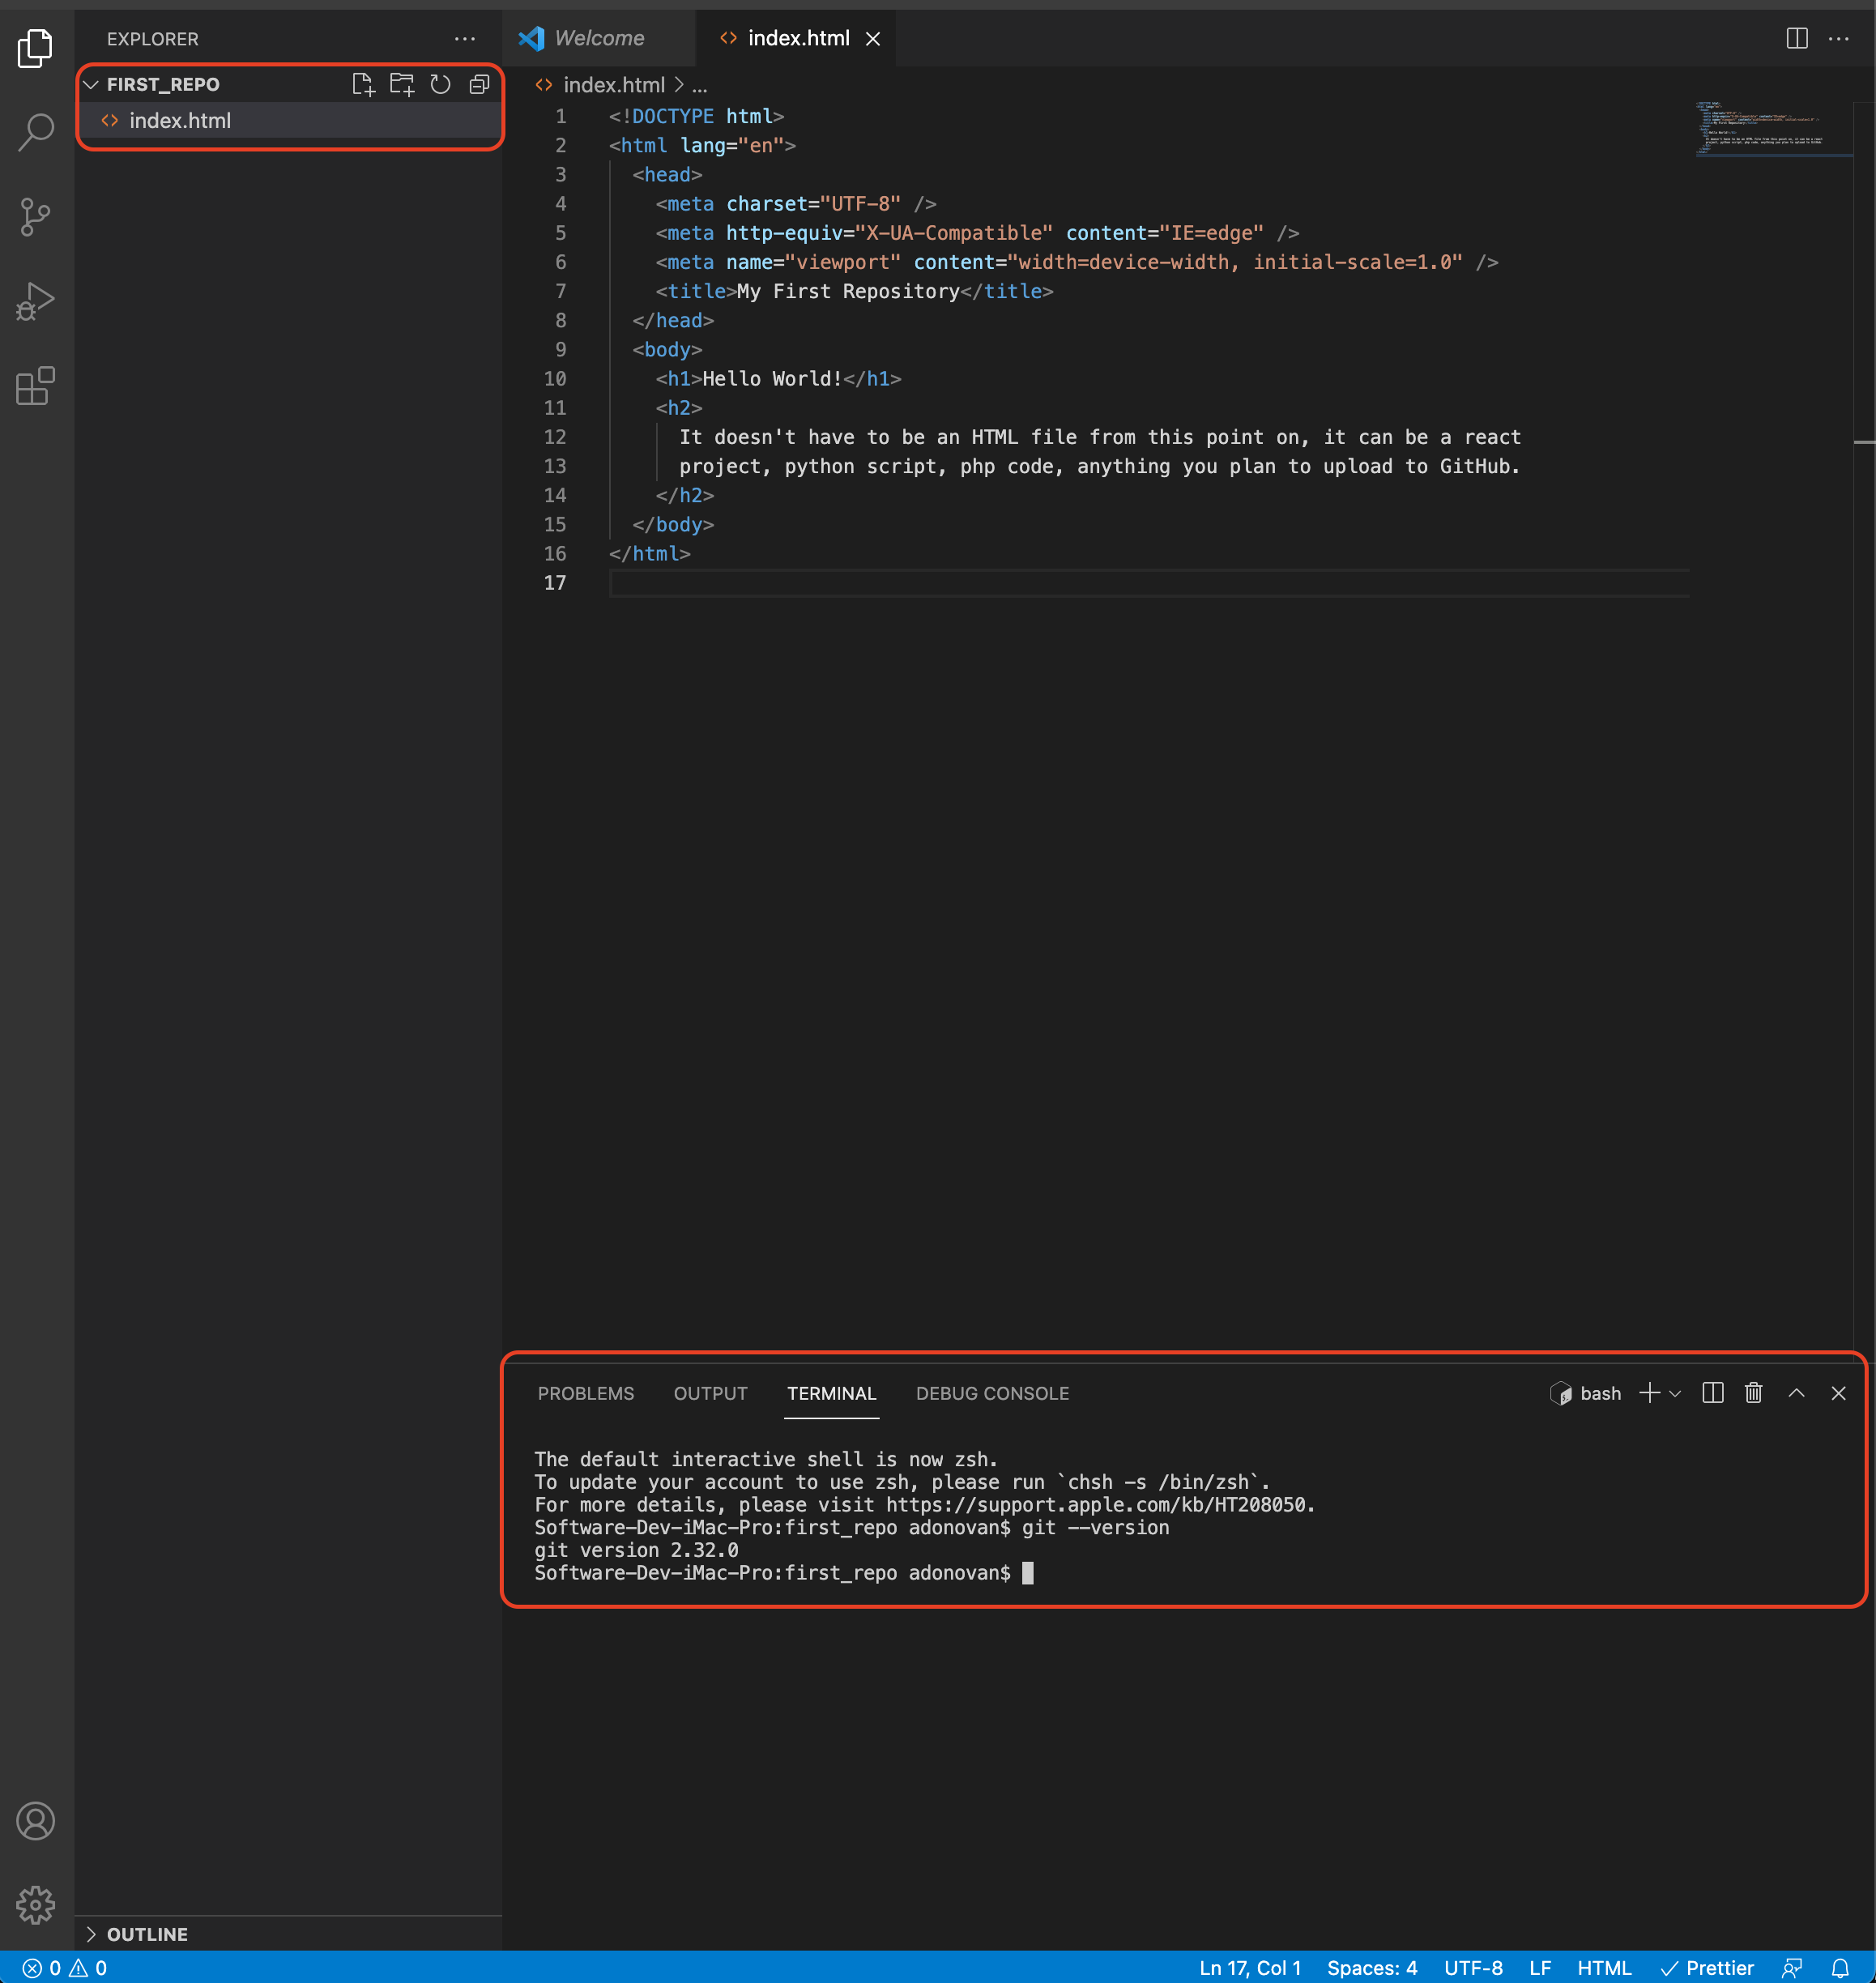 EXPLORER
FIRST_REPO
index.html
OUTLINE
Welcome
index.html
index.html > ...
1 <!DOCTYPE html>
2 <html lang="en">
3 <head>
4 <meta charset="UTF-8" />
5 <meta http-equiv="X-UA-Compatible" content="IE=edge" />
6 <meta name="viewport" content="width=device-width, initial-scale=1.0" />
7 <title>My First Repository</title>
8 </head>
9 <body>
10 <h1>Hello World!</h1>
11 <h2>
12 It doesn't have to be an HTML file from this point on, it can be a react
13 project, python script, php code, anything you plan to upload to GitHub.
14 </h2>
15 </body>
16 </html>
17
PROBLEMS OUTPUT TERMINAL DEBUG CONSOLE bash
The default interactive shell is now zsh.
To update your account to use zsh, please run `chsh -s /bin/zsh`.
For more details, please visit https://support.apple.com/kb/HT208050.
Software-Dev-iMac-Pro:first_repo adonovan$ git --version
git version 2.32.0
Software-Dev-iMac-Pro:first_repo adonovan$
0 0 Ln 17, Col 1 Spaces: 4 UTF-8 LF HTML Prettier